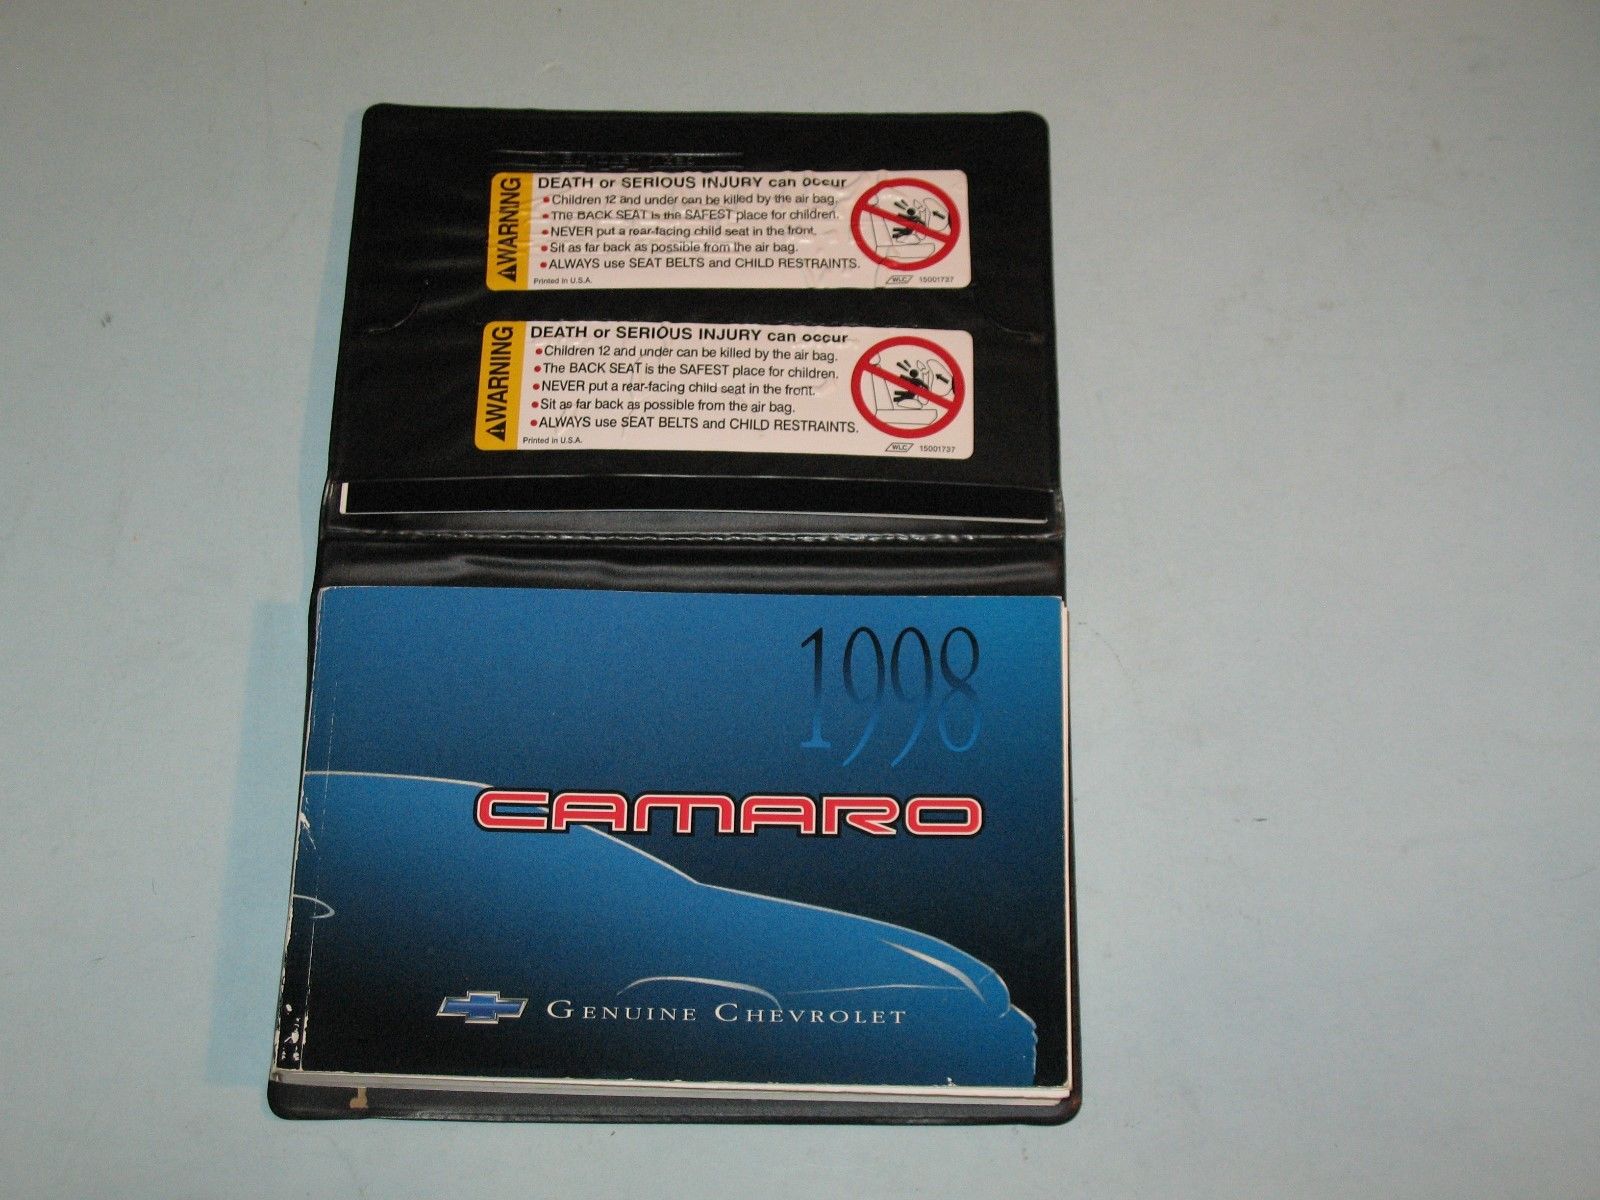 WARNING
DEATH or SERIOUS INJURY can occur
• Children 12 and under can be killed by the air bag.
• The BACK SEAT is the SAFEST place for children.
• NEVER put a rear-facing child seat in the front.
• Sit as far back as possible from the air bag.
• ALWAYS use SEAT BELTS and CHILD RESTRAINTS.
Printed in U.S.A. WLC 15001737
WARNING
DEATH or SERIOUS INJURY can occur
• Children 12 and under can be killed by the air bag.
• The BACK SEAT is the SAFEST place for children.
• NEVER put a rear-facing child seat in the front.
• Sit as far back as possible from the air bag.
• ALWAYS use SEAT BELTS and CHILD RESTRAINTS.
Printed in U.S.A. WLC 15001737
1998
CAMARO
GENUINE CHEVROLET